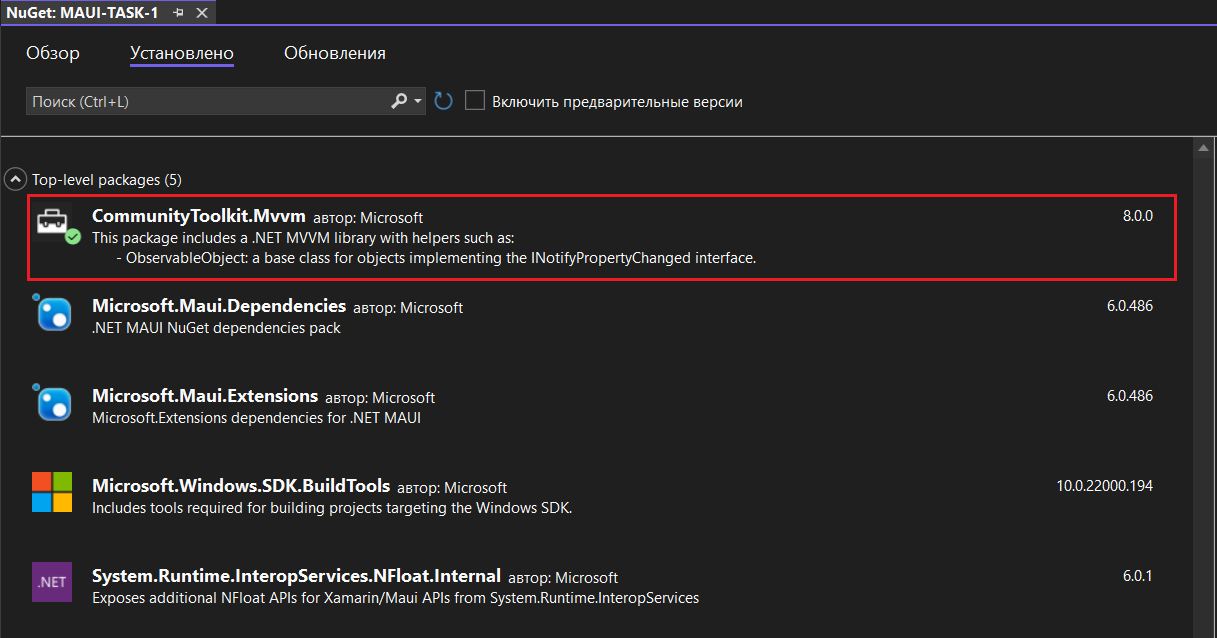 NuGet: MAUI-TASK-1
Обзор Установлено Обновления
Поиск (Ctrl+L) Включить предварительные версии
Top-level packages (5)
CommunityToolkit.Mvvm автор: Microsoft 8.0.0
This package includes a .NET MVVM library with helpers such as:
- ObservableObject: a base class for objects implementing the INotifyPropertyChanged interface.
Microsoft.Maui.Dependencies автор: Microsoft 6.0.486
.NET MAUI NuGet dependencies pack
Microsoft.Maui.Extensions автор: Microsoft 6.0.486
Microsoft.Extensions dependencies for .NET MAUI
Microsoft.Windows.SDK.BuildTools автор: Microsoft 10.0.22000.194
Includes tools required for building projects targeting the Windows SDK.
.NET System.Runtime.InteropServices.NFloat.Internal автор: Microsoft 6.0.1
Exposes additional NFloat APIs for Xamarin/Maui APIs from System.Runtime.InteropServices